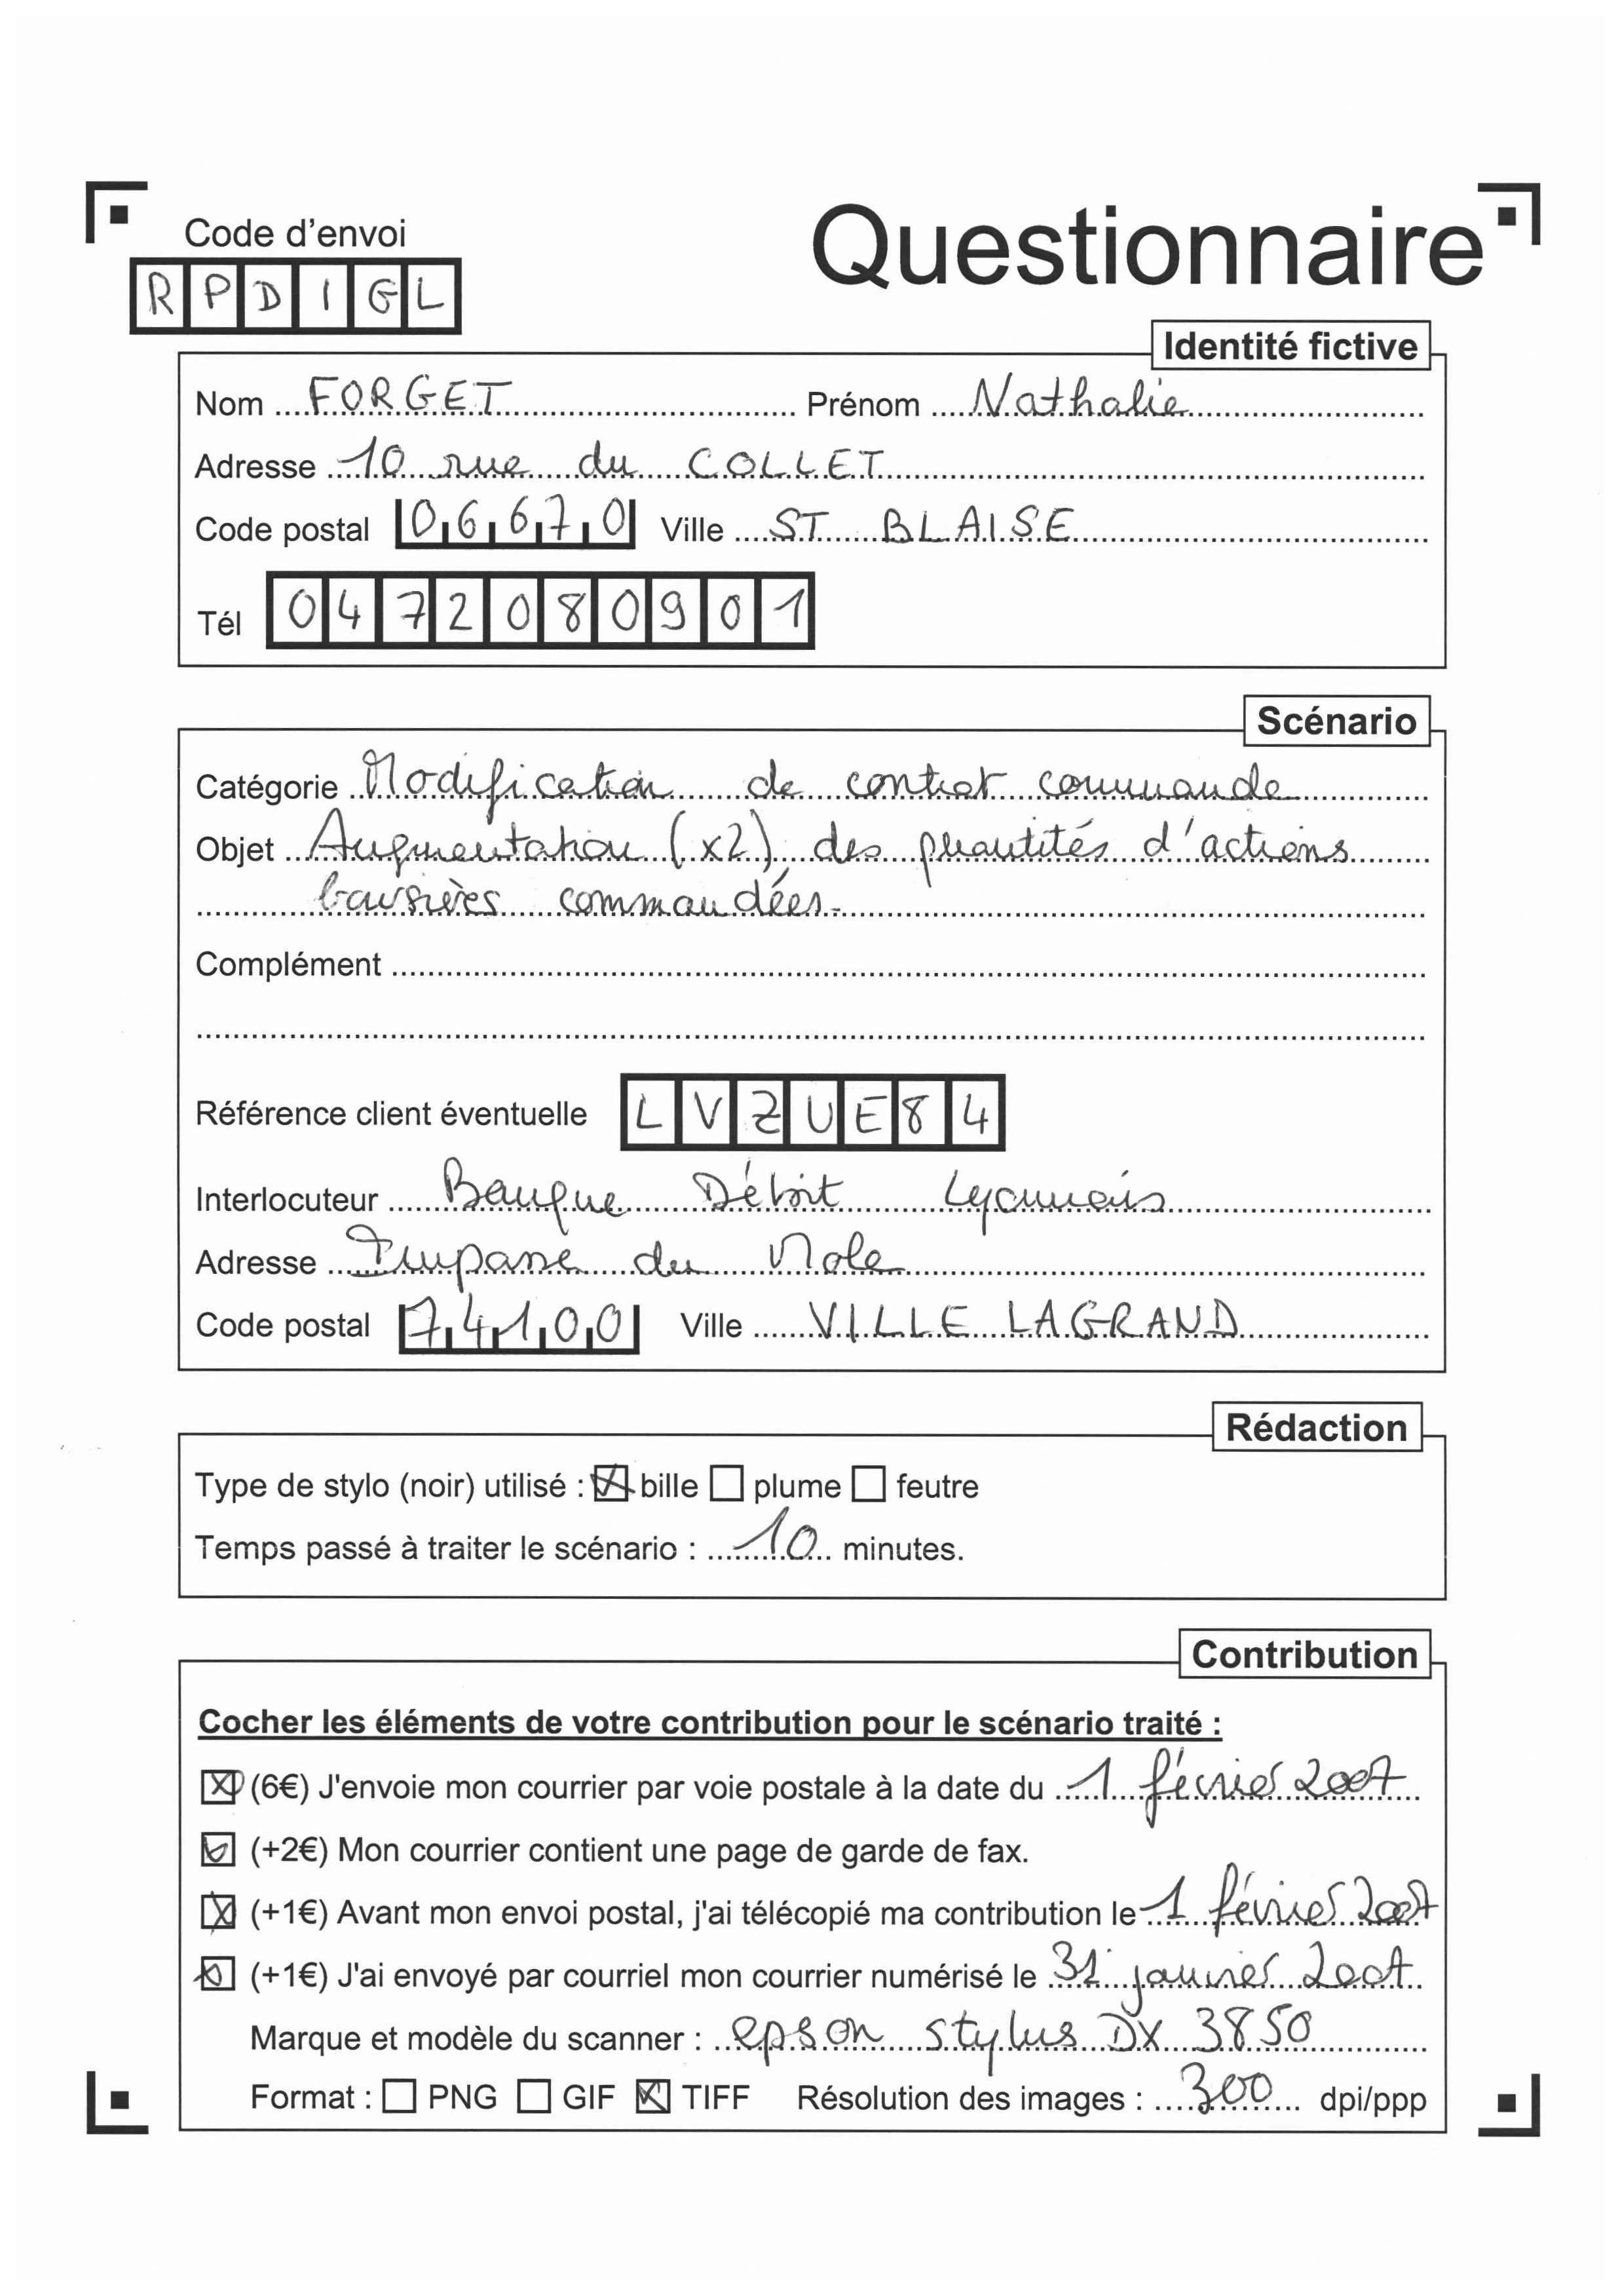 Code d'envoi
Questionnaire
RPDIGL
Identité fictive
Nom FORGET Prénom Nathalie
Adresse 10 rue du COLLET
Code postal 06670 Ville ST BLAISE
Tél 0472080901
Scénario
Catégorie Modification de contrat commande
Objet Augmentation (x2) des quantités d'actions
boursières commandées.
Complément
Référence client éventuelle LVZUE84
Interlocuteur Banque Débit Lyonnais
Adresse Impasse du Mole
Code postal 74100 Ville VILLE LAGRAND
Rédaction
Type de stylo (noir) utilisé : bille plume feutre
Temps passé à traiter le scénario : 10 minutes.
Contribution
Cocher les éléments de votre contribution pour le scénario traité :
(6€) J'envoie mon courrier par voie postale à la date du 1 février 2007
(+2€) Mon courrier contient une page de garde de fax.
(+1€) Avant mon envoi postal, j'ai télécopié ma contribution le 1 février 2007
(+1€) J'ai envoyé par courriel mon courrier numérisé le 31 janvier 2007
Marque et modèle du scanner : epson stylus DX 3850
Format : PNG GIF TIFF Résolution des images : 300 dpi/ppp